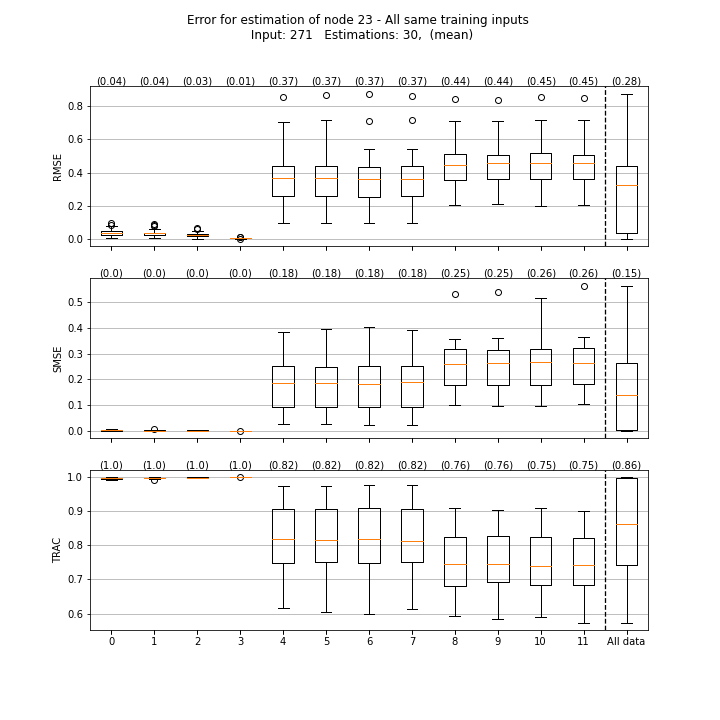 Error for estimation of node 23 - All same training inputs
Input: 271   Estimations: 30,  (mean)
(0.04) (0.04) (0.03) (0.01) (0.37) (0.37) (0.37) (0.37) (0.44) (0.44) (0.45) (0.45) (0.28)
RMSE
0.8
0.6
0.4
0.2
0.0
(0.0) (0.0) (0.0) (0.0) (0.18) (0.18) (0.18) (0.18) (0.25) (0.25) (0.26) (0.26) (0.15)
SMSE
0.5
0.4
0.3
0.2
0.1
0.0
(1.0) (1.0) (1.0) (1.0) (0.82) (0.82) (0.82) (0.82) (0.76) (0.76) (0.75) (0.75) (0.86)
TRAC
1.0
0.9
0.8
0.7
0.6
0 1 2 3 4 5 6 7 8 9 10 11 All data